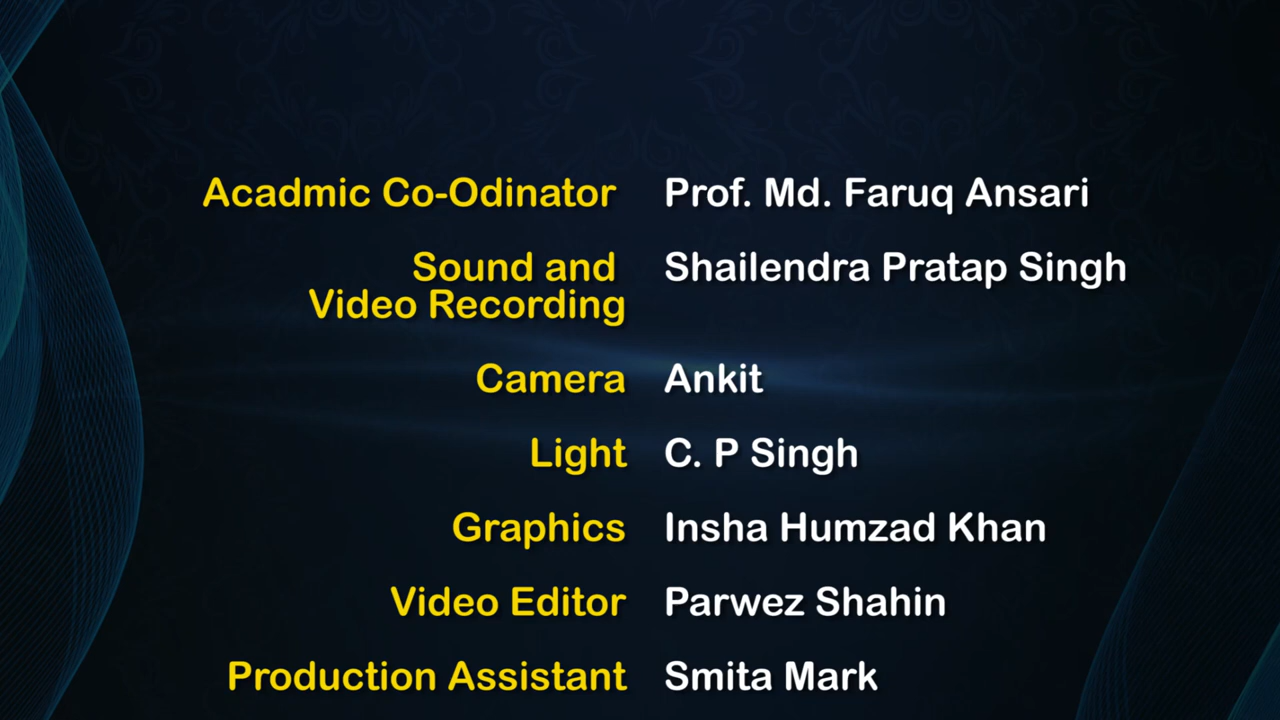 Acadmic Co-Odinator Prof. Md. Faruq Ansari
Sound and Shailendra Pratap Singh
Video Recording
Camera Ankit
Light C. P Singh
Graphics Insha Humzad Khan
Video Editor Parwez Shahin
Production Assistant Smita Mark